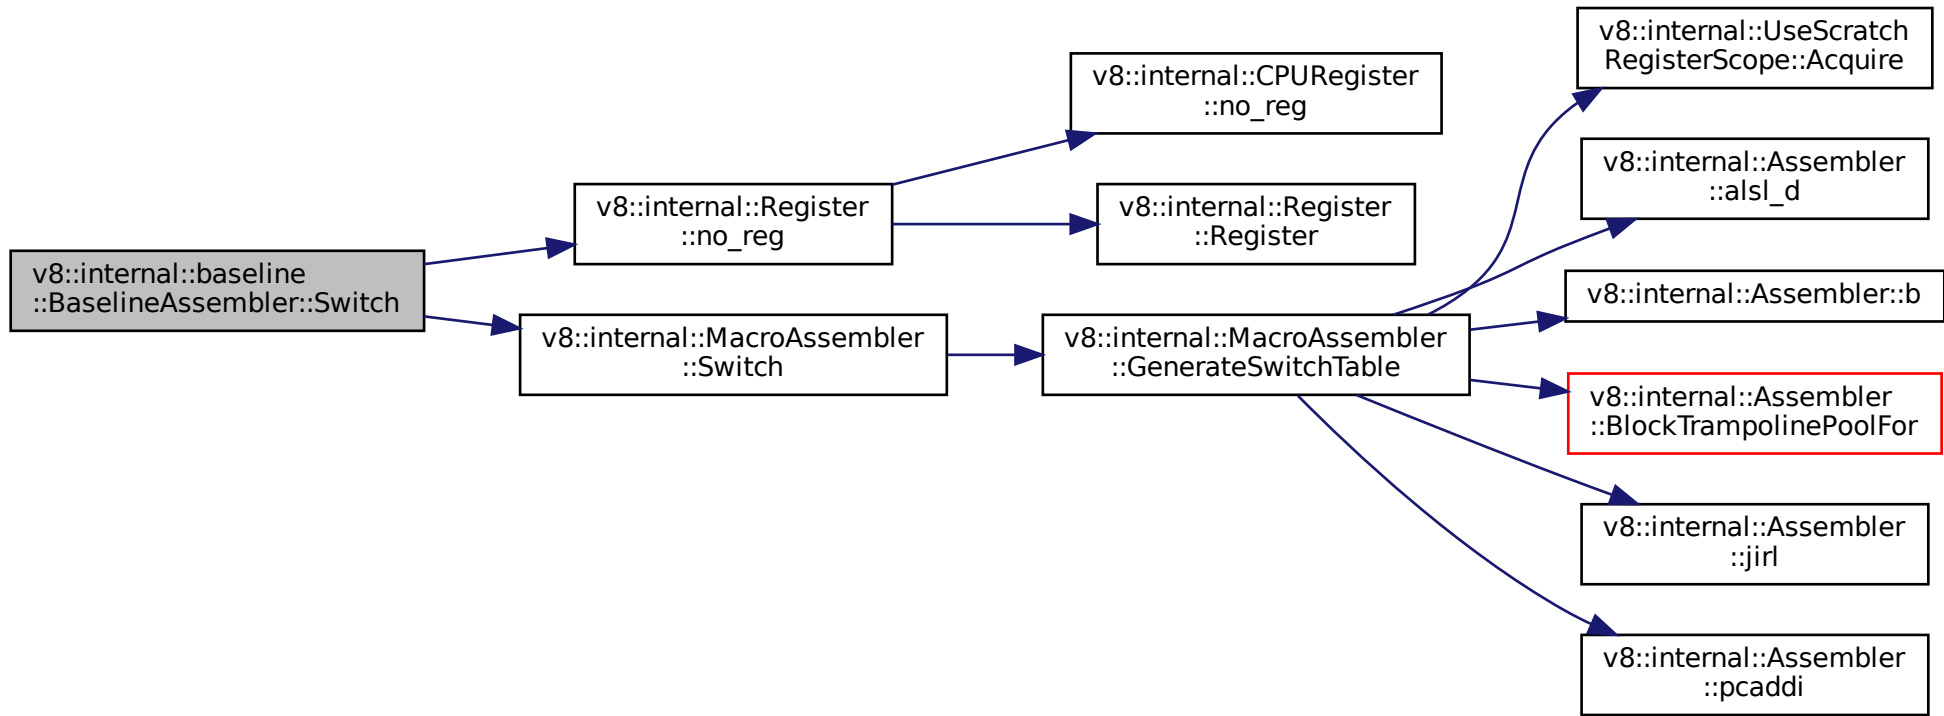 v8::internal::baseline
::BaselineAssembler::Switch
v8::internal::Register
::no_reg
v8::internal::MacroAssembler
::Switch
v8::internal::CPURegister
::no_reg
v8::internal::Register
::Register
v8::internal::MacroAssembler
::GenerateSwitchTable
v8::internal::UseScratch
RegisterScope::Acquire
v8::internal::Assembler
::alsl_d
v8::internal::Assembler::b
v8::internal::Assembler
::BlockTrampolinePoolFor
v8::internal::Assembler
::jirl
v8::internal::Assembler
::pcaddi